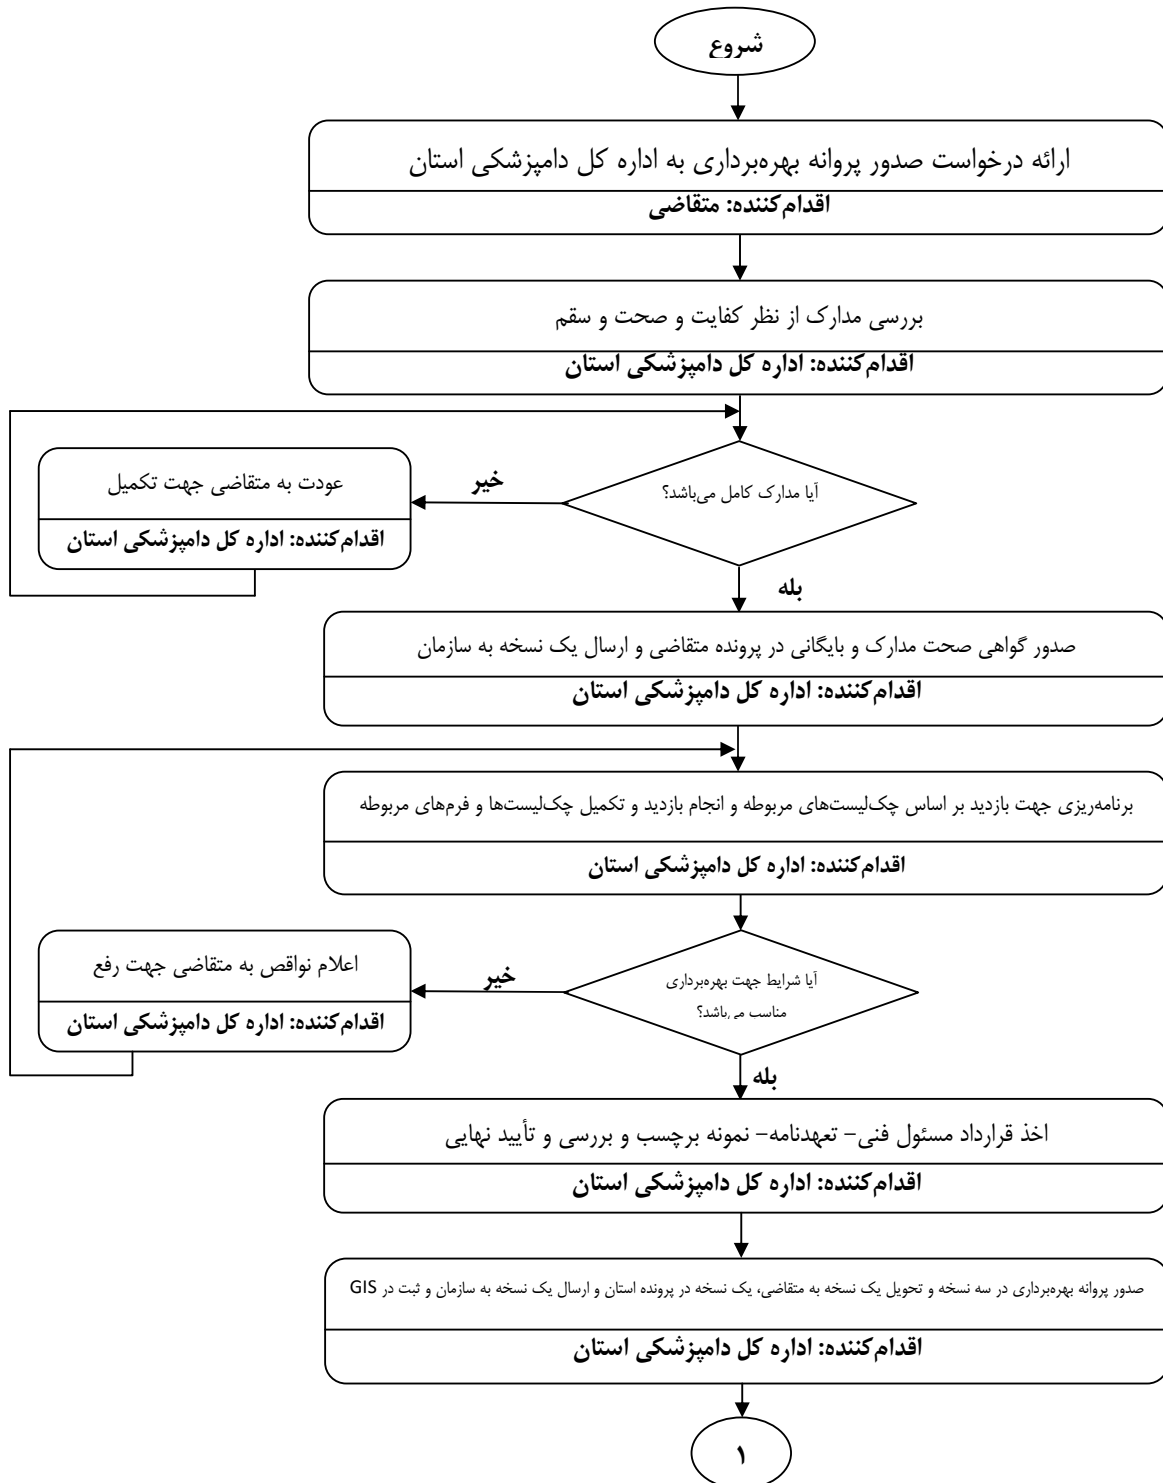 شروع
ارائه درخواست صدور پروانه بهره‌برداری به اداره کل دامپزشکی استان
اقدام‌کننده: متقاضی
بررسی مدارک از نظر کفایت و صحت و سقم
اقدام‌کننده: اداره کل دامپزشکی استان
آیا مدارک کامل می‌باشد؟
خیر
عودت به متقاضی جهت تکمیل
اقدام‌کننده: اداره کل دامپزشکی استان
بله
صدور گواهی صحت مدارک و بایگانی در پرونده متقاضی و ارسال یک نسخه به سازمان
اقدام‌کننده: اداره کل دامپزشکی استان
برنامه‌ریزی جهت بازدید بر اساس چک‌لیست‌های مربوطه و انجام بازدید و تکمیل چک‌لیست‌ها و فرم‌های مربوطه
اقدام‌کننده: اداره کل دامپزشکی استان
آیا شرایط جهت بهره‌برداری
مناسب می‌باشد؟
خیر
اعلام نواقص به متقاضی جهت رفع
اقدام‌کننده: اداره کل دامپزشکی استان
بله
اخذ قرارداد مسئول فنی– تعهدنامه– نمونه برچسب و بررسی و تأیید نهایی
اقدام‌کننده: اداره کل دامپزشکی استان
صدور پروانه بهره‌برداری در سه نسخه و تحویل یک نسخه به متقاضی، یک نسخه در پرونده استان و ارسال یک نسخه به سازمان و ثبت در GIS
اقدام‌کننده: اداره کل دامپزشکی استان
۱